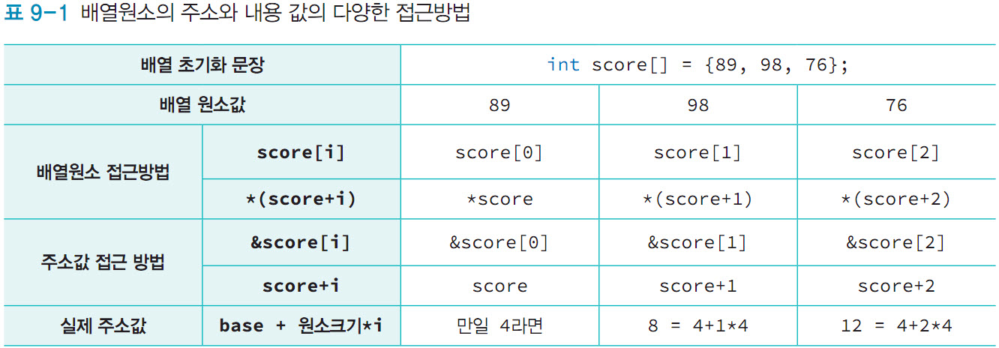 표 9-1 배열원소의 주소와 내용 값의 다양한 접근방법
배열 초기화 문장 int score[] = {89, 98, 76};
배열 원소값 89 98 76
배열원소 접근방법 score[i] score[0] score[1] score[2]
*(score+i) *score *(score+1) *(score+2)
주소값 접근 방법 &score[i] &score[0] &score[1] &score[2]
score+i score score+1 score+2
실제 주소값 base + 원소크기*i 만일 4라면 8 = 4+1*4 12 = 4+2*4